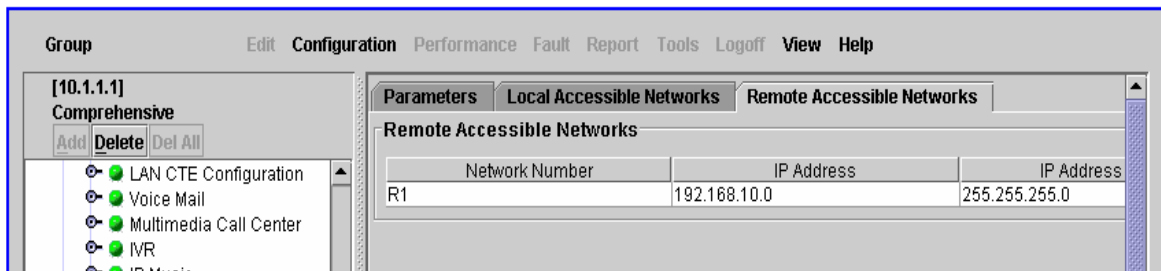 Group Edit Configuration Performance Fault Report Tools Logoff View Help
[10.1.1.1]
Comprehensive
Add Delete Del All
LAN CTE Configuration
Voice Mail
Multimedia Call Center
IVR
IP Music
Parameters Local Accessible Networks Remote Accessible Networks
Remote Accessible Networks
Network Number IP Address IP Address
R1 192.168.10.0 255.255.255.0